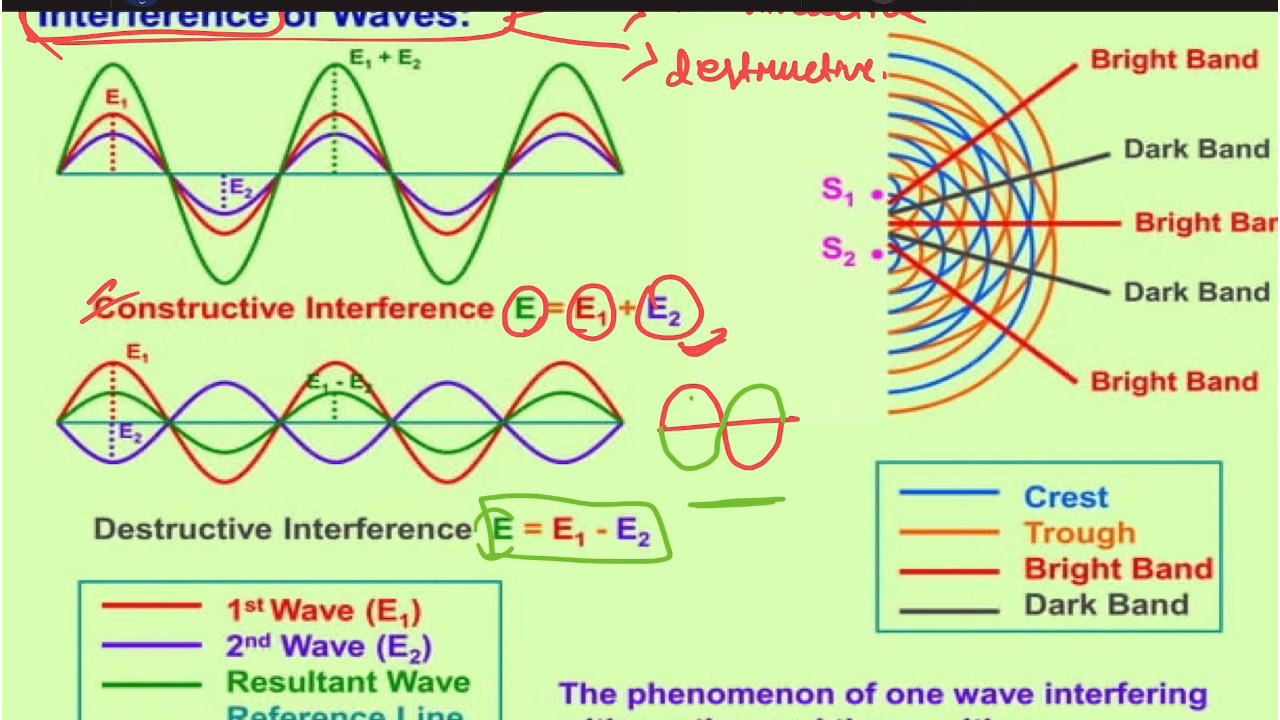 Interference of Waves:
destructive.
E₁ + E₂
E₁
E₂
Constructive Interference E = E₁ + E₂
E₁
E₁ - E₂
E₂
Destructive Interference E = E₁ - E₂
1st Wave (E₁)
2nd Wave (E₂)
Resultant Wave
Reference Line
Bright Band
Dark Band
S₁
Bright Ban
S₂
Dark Band
Bright Band
Crest
Trough
Bright Band
Dark Band
The phenomenon of one wave interfering